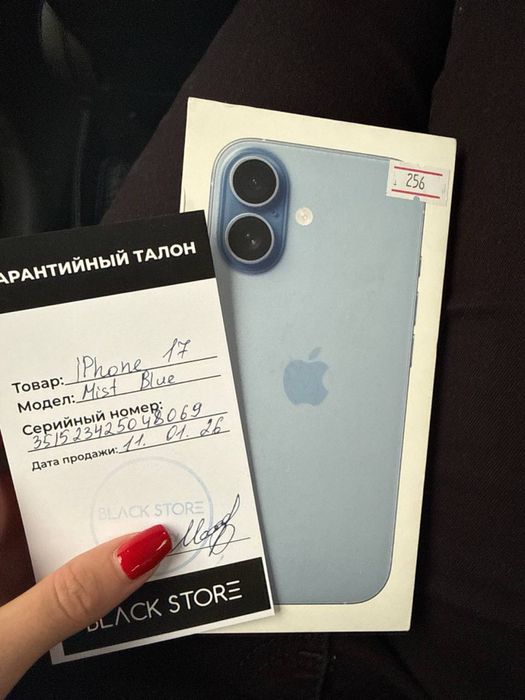 256
АРАНТИЙНЫЙ ТАЛОН
Товар: iPhone 17
Модель: Mist Blue
Серийный номер:
351523425048069
Дата продажи: 11. 01. 26
BLACK STORE
BLACK STORE